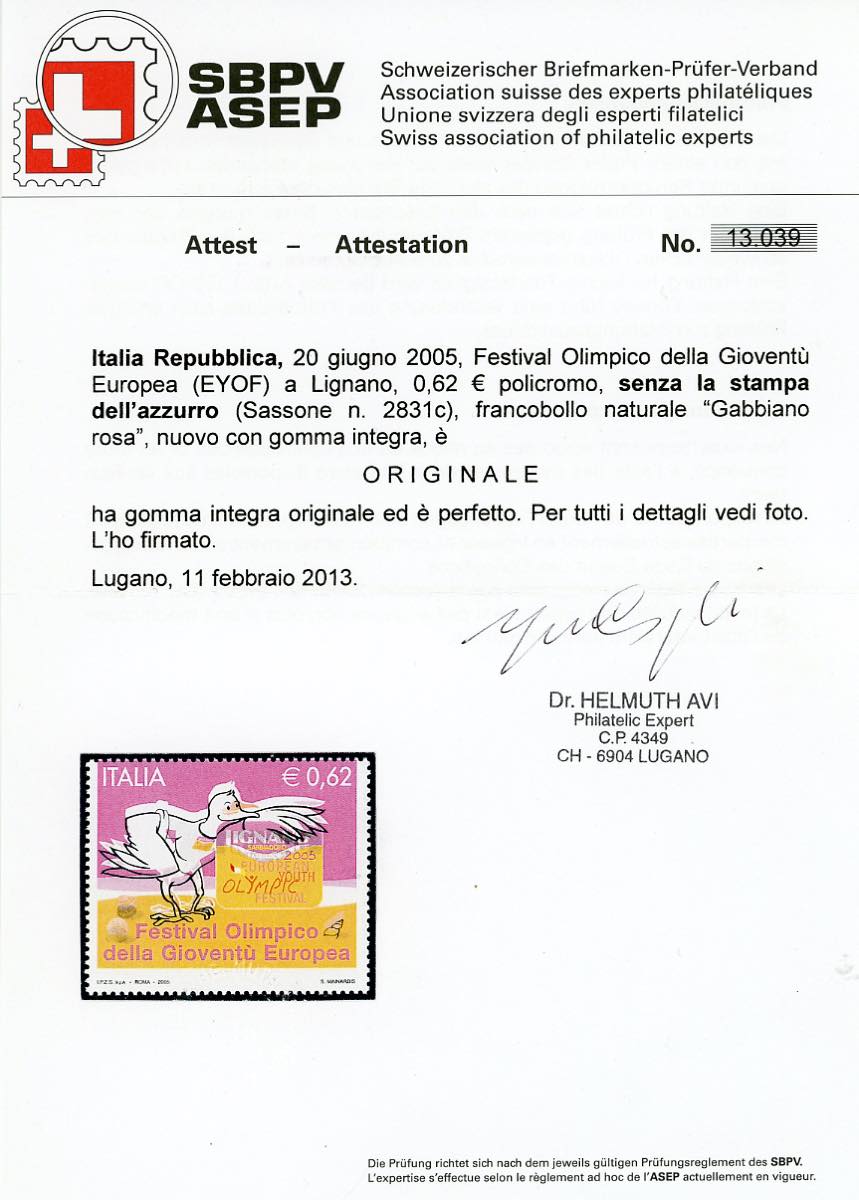 SBPV
ASEP
Schweizerischer Briefmarken-Prüfer-Verband
Association suisse des experts philatéliques
Unione svizzera degli esperti filatelici
Swiss association of philatelic experts
Attest – Attestation No. 13.039
Italia Repubblica, 20 giugno 2005, Festival Olimpico della Gioventù
Europea (EYOF) a Lignano, 0,62 € policromo, senza la stampa
dell'azzurro (Sassone n. 2831c), francobollo naturale “Gabbiano
rosa”, nuovo con gomma integra, è
ORIGINALE
ha gomma integra originale ed è perfetto. Per tutti i dettagli vedi foto.
L'ho firmato.
Lugano, 11 febbraio 2013.
Dr. HELMUTH AVI
Philatelic Expert
C.P. 4349
CH - 6904 LUGANO
ITALIA € 0,62
LIGNANO
SABBIADORO
2005
EUROPEAN
YOUTH
OLYMPIC
FESTIVAL
Festival Olimpico
della Gioventù Europea
I.P.Z.S. S.p.A. - ROMA - 2005
Die Prüfung richtet sich nach dem jeweils gültigen Prüfungsreglement des SBPV.
L'expertise s'effectue selon le règlement ad hoc de l'ASEP actuellement en vigueur.